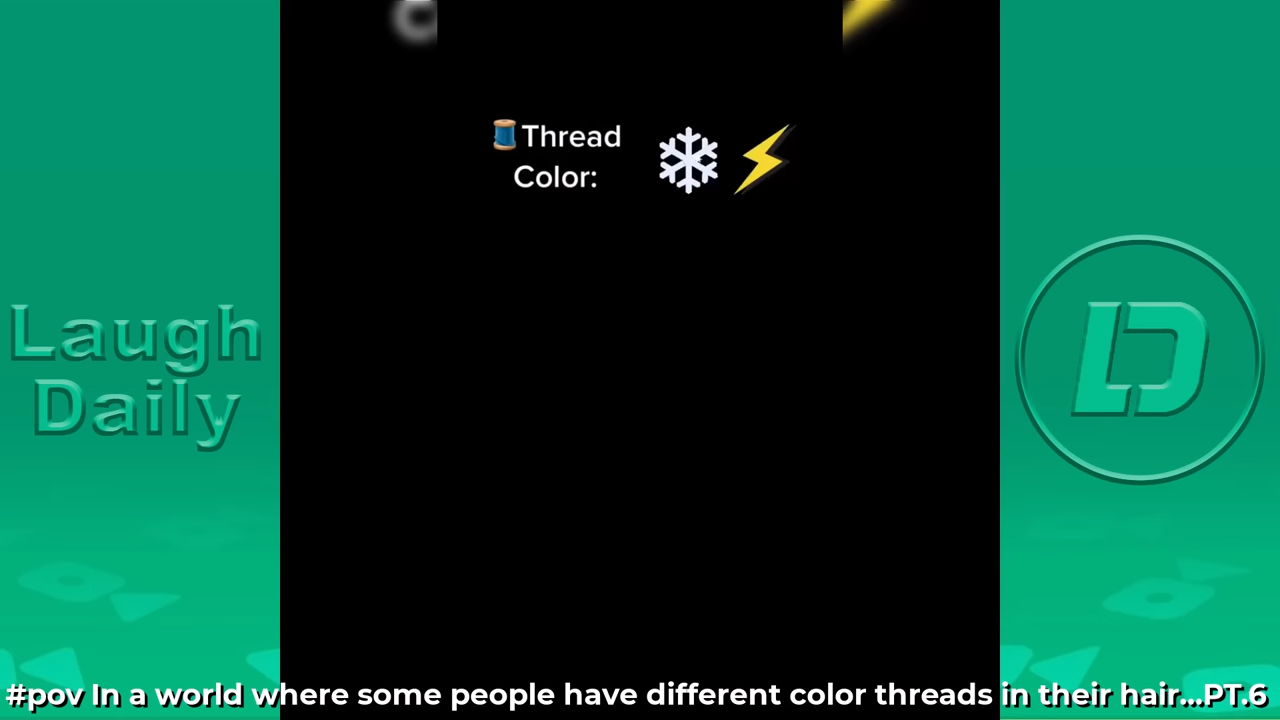 🧵Thread
Color: ❄⚡
Laugh
Daily
LD
#pov In a world where some people have different color threads in their hair...PT.6